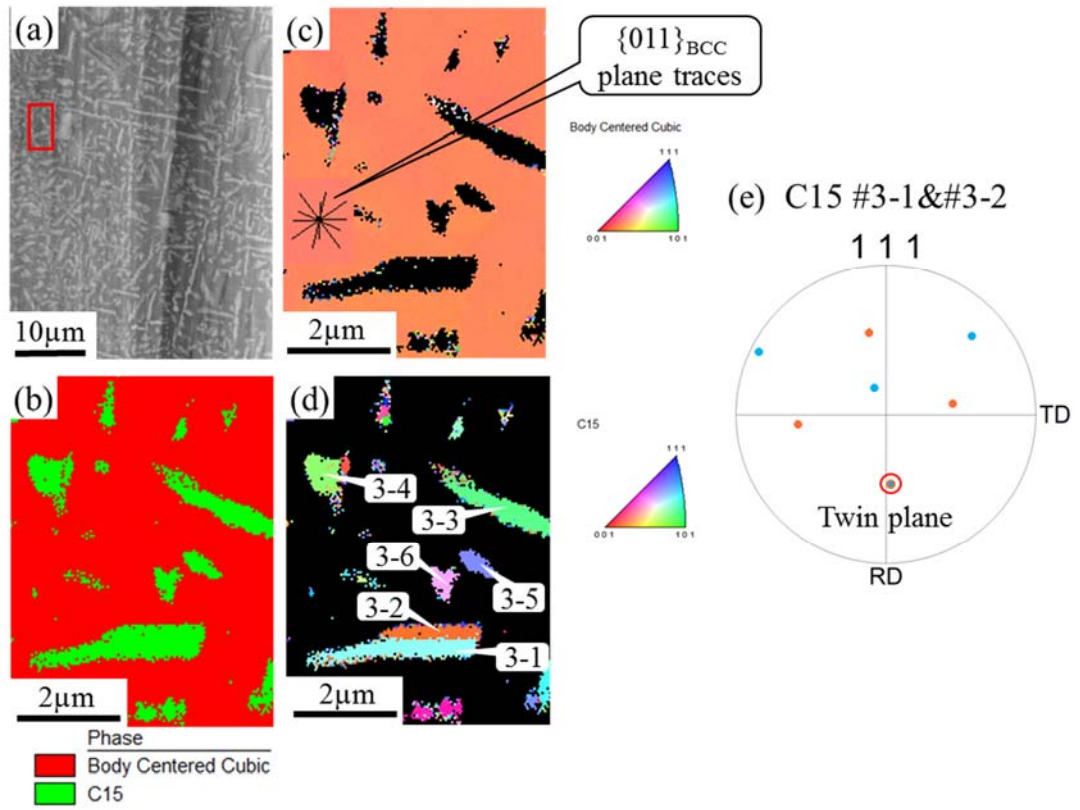 (a)
10µm
(c)
2µm
{011}BCC
plane traces
Body Centered Cubic
111
001
101
(e) C15 #3-1&#3-2
1 1 1
TD
Twin plane
RD
(b)
2µm
(d)
3-4
3-3
3-6
3-5
3-2
3-1
2µm
C15
111
001
101
Phase
Body Centered Cubic
C15